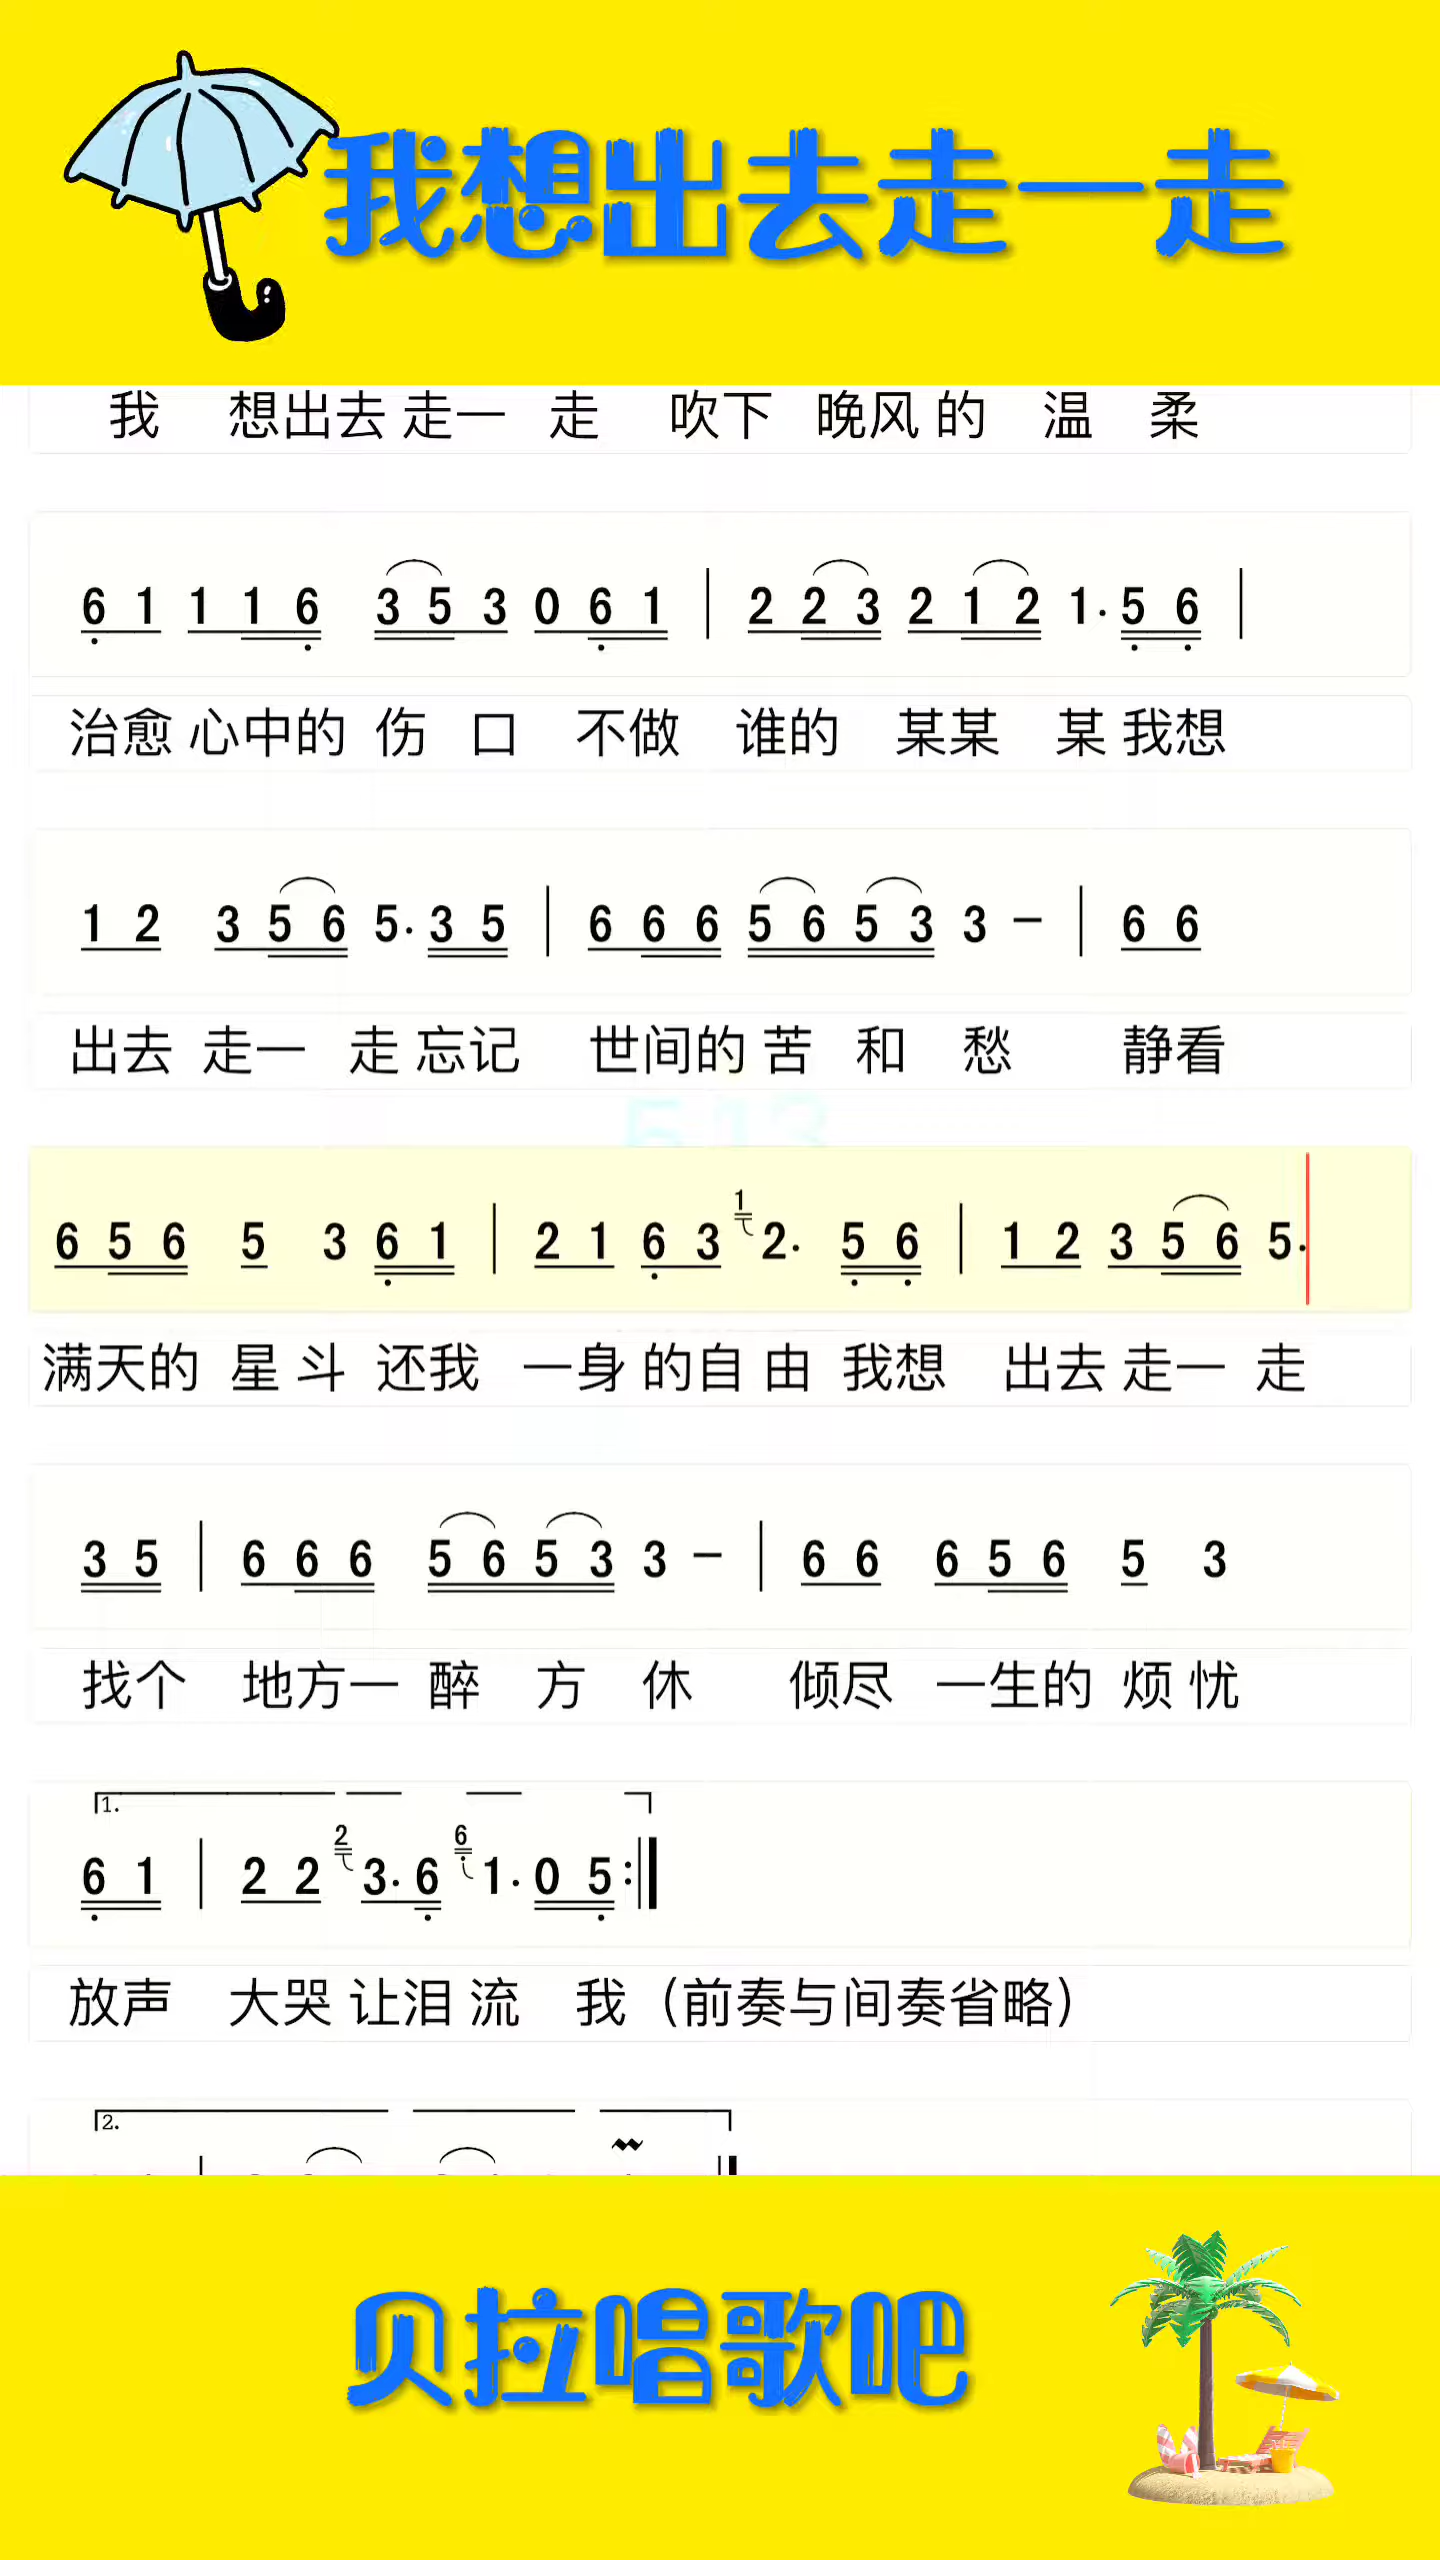 我想出去走一走
我 想出去 走一 走 吹下 晚风 的 温 柔
6 1 1 1 6 3 5 3 0 6 1 | 2 2 3 2 1 2 1. 5 6 |
治愈 心中的 伤 口 不做 谁的 某某 某 我想
1 2 3 5 6 5. 3 5 | 6 6 6 5 6 5 3 3 – | 6 6
出去 走一 走 忘记 世间的 苦 和 愁 静看
6 5 6 5 3 6 1 | 2 1 6 3 1 2. 5 6 | 1 2 3 5 6 5.
满天的 星 斗 还我 一身 的自 由 我想 出去 走一 走
3 5 | 6 6 6 5 6 5 3 3 – | 6 6 6 5 6 5 3
找个 地方一 醉 方 休 倾尽 一生的 烦 忧
1.
6 1 | 2 2 2 3. 6 6 1. 0 5 :|
放声 大哭 让泪 流 我（前奏与间奏省略）
2.
贝拉唱歌吧